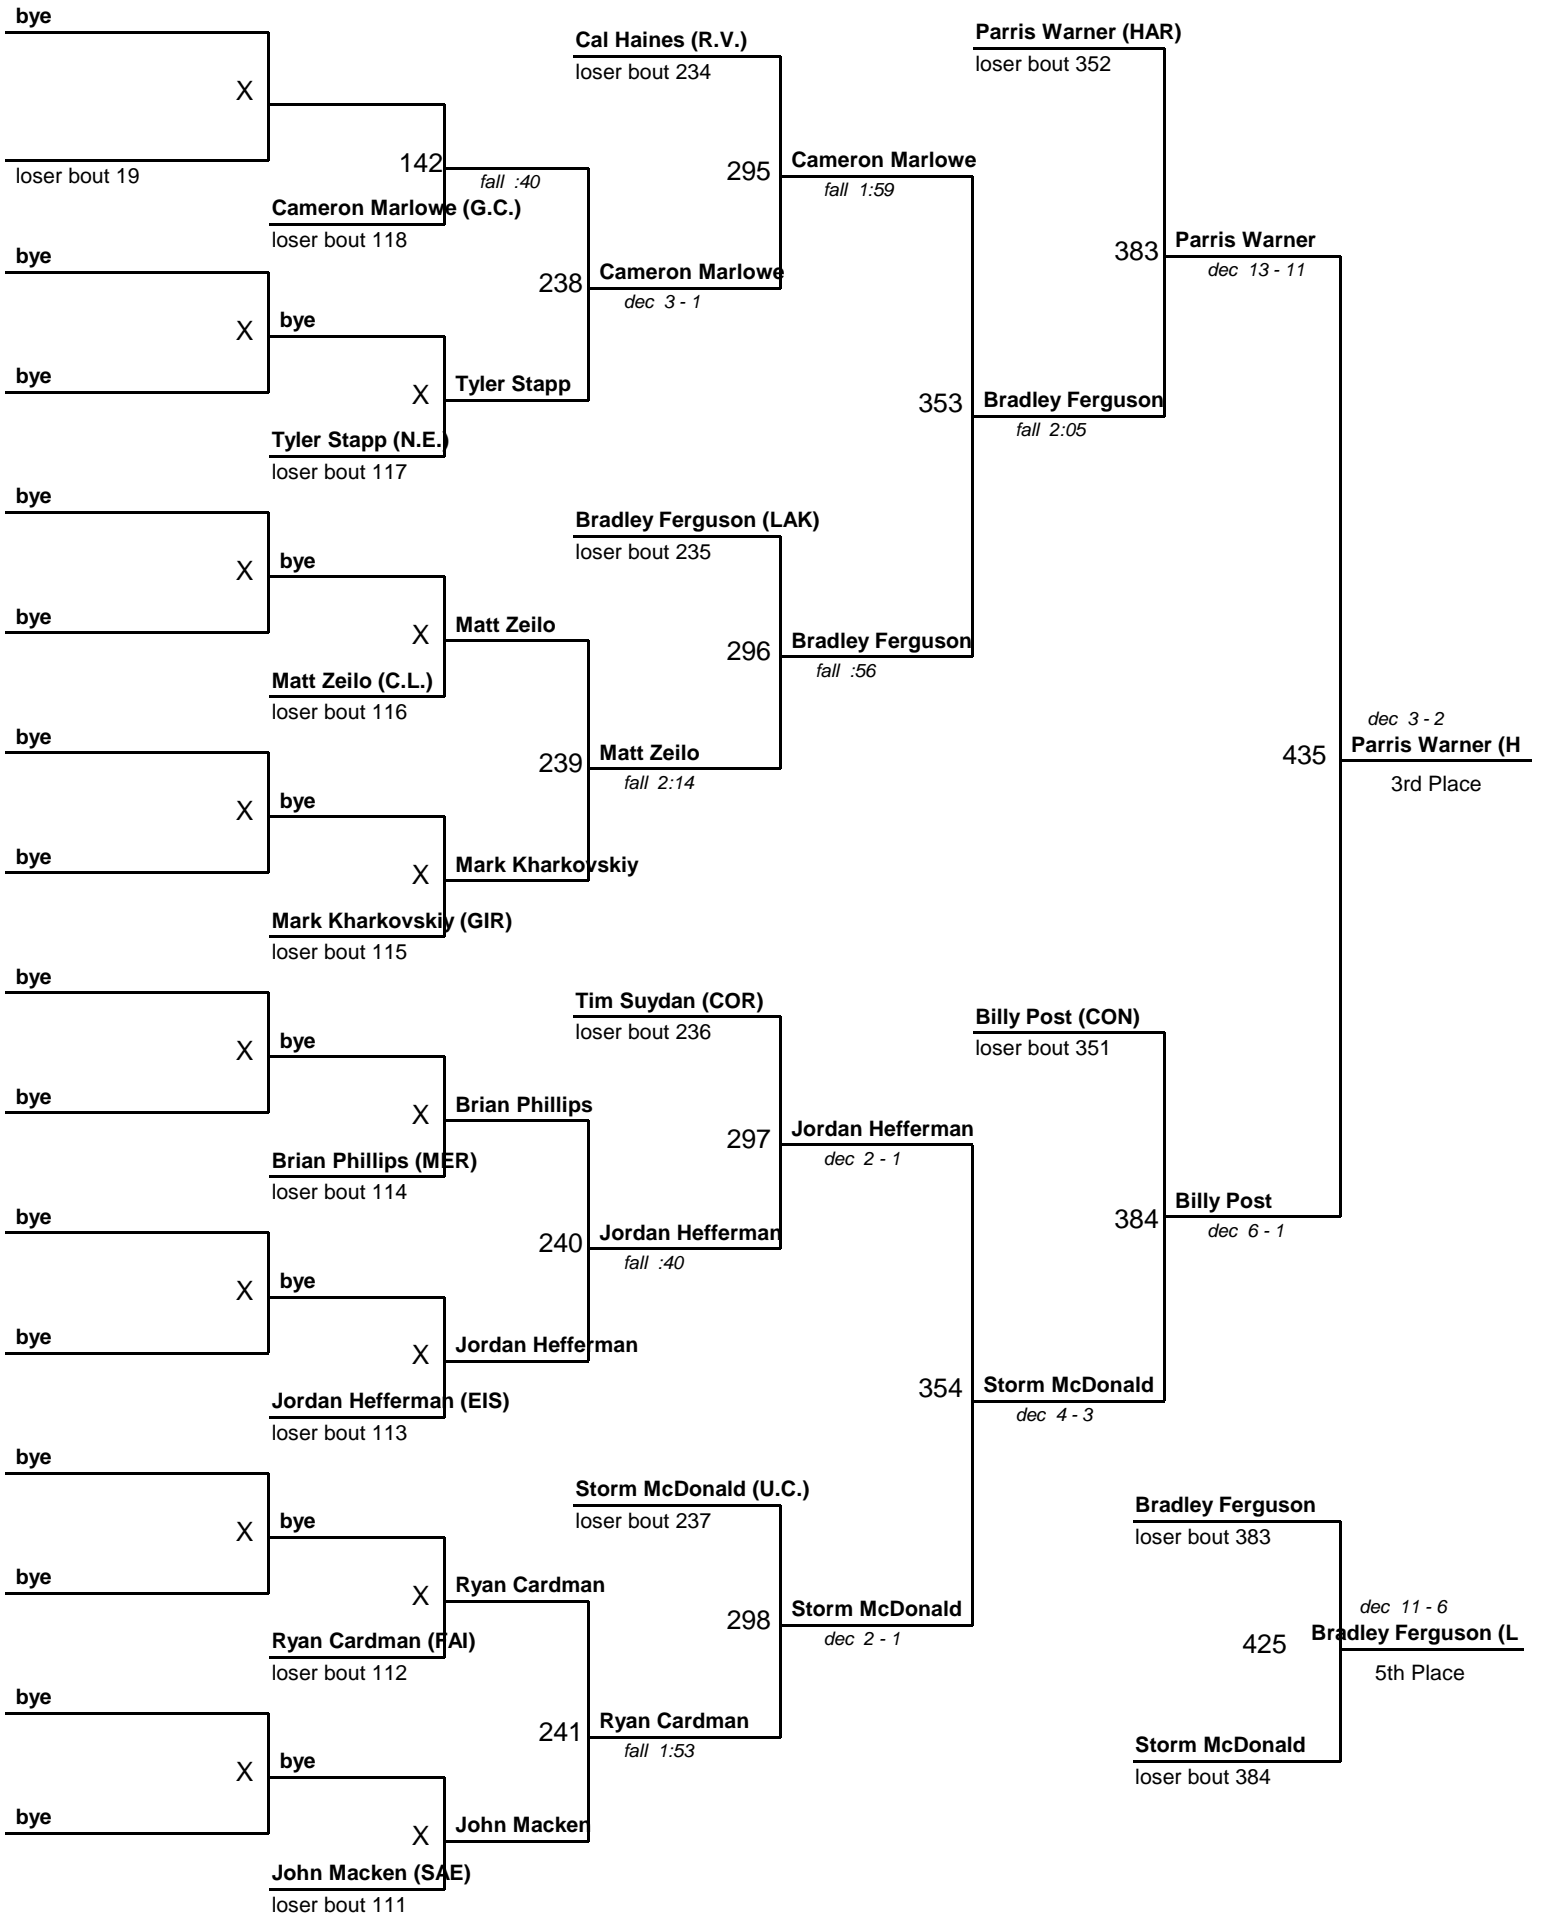 bye
X
loser bout 19
142
fall :40
Cameron Marlowe (G.C.)
loser bout 118
bye
X
bye
bye
X
Tyler Stapp
Tyler Stapp (N.E.)
loser bout 117
238
Cameron Marlowe
dec 3 - 1
Cal Haines (R.V.)
loser bout 234
295
Cameron Marlowe
fall 1:59
bye
X
bye
bye
X
Matt Zeilo
Matt Zeilo (C.L.)
loser bout 116
bye
X
bye
bye
X
Mark Kharkovskiy
Mark Kharkovskiy (GIR)
loser bout 115
239
Matt Zeilo
fall 2:14
Bradley Ferguson (LAK)
loser bout 235
296
Bradley Ferguson
fall :56
353
Bradley Ferguson
fall 2:05
Parris Warner (HAR)
loser bout 352
383
Parris Warner
dec 13 - 11
bye
X
bye
bye
X
Brian Phillips
Brian Phillips (MER)
loser bout 114
bye
X
bye
bye
X
Jordan Hefferman
Jordan Hefferman (EIS)
loser bout 113
240
Jordan Hefferman
fall :40
Tim Suydan (COR)
loser bout 236
297
Jordan Hefferman
dec 2 - 1
bye
X
bye
bye
X
Ryan Cardman
Ryan Cardman (FAI)
loser bout 112
bye
X
bye
bye
X
John Macken
John Macken (SAE)
loser bout 111
241
Ryan Cardman
fall 1:53
Storm McDonald (U.C.)
loser bout 237
298
Storm McDonald
dec 2 - 1
354
Storm McDonald
dec 4 - 3
Billy Post (CON)
loser bout 351
384
Billy Post
dec 6 - 1
435
dec 3 - 2
Parris Warner (H
3rd Place
Bradley Ferguson
loser bout 383
425
dec 11 - 6
Bradley Ferguson (L
5th Place
Storm McDonald
loser bout 384